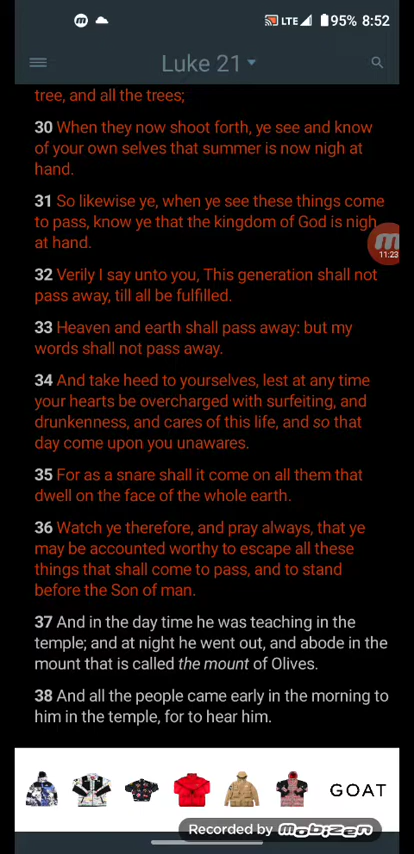 LTE 95% 8:52
Luke 21
tree, and all the trees;
30 When they now shoot forth, ye see and know
of your own selves that summer is now nigh at
hand.
31 So likewise ye, when ye see these things come
to pass, know ye that the kingdom of God is nigh
at hand.
11:23
32 Verily I say unto you, This generation shall not
pass away, till all be fulfilled.
33 Heaven and earth shall pass away: but my
words shall not pass away.
34 And take heed to yourselves, lest at any time
your hearts be overcharged with surfeiting, and
drunkenness, and cares of this life, and so that
day come upon you unawares.
35 For as a snare shall it come on all them that
dwell on the face of the whole earth.
36 Watch ye therefore, and pray always, that ye
may be accounted worthy to escape all these
things that shall come to pass, and to stand
before the Son of man.
37 And in the day time he was teaching in the
temple; and at night he went out, and abode in the
mount that is called the mount of Olives.
38 And all the people came early in the morning to
him in the temple, for to hear him.
GOAT
Recorded by mobizen